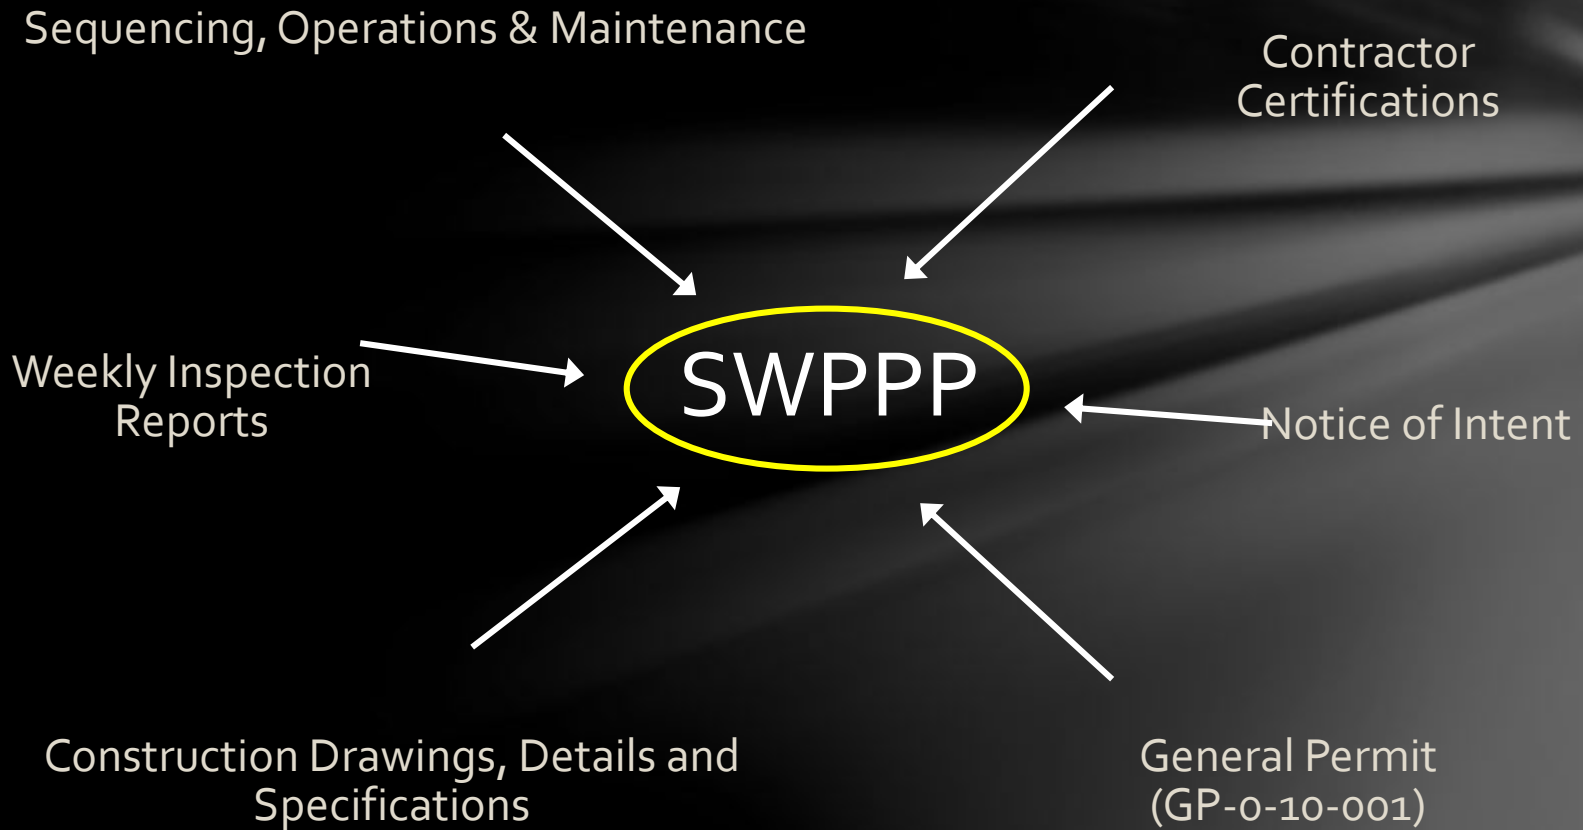 Sequencing, Operations & Maintenance
Contractor
Certifications
Weekly Inspection
Reports
SWPPP
Notice of Intent
Construction Drawings, Details and
Specifications
General Permit
(GP-0-10-001)